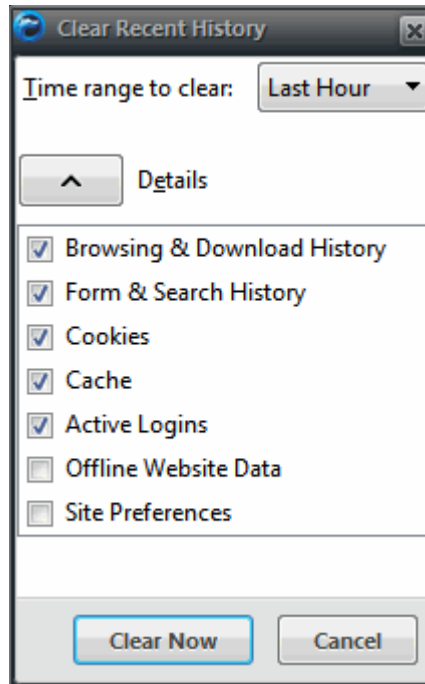 Clear Recent History
Time range to clear: Last Hour
Details
Browsing & Download History
Form & Search History
Cookies
Cache
Active Logins
Offline Website Data
Site Preferences
Clear Now Cancel